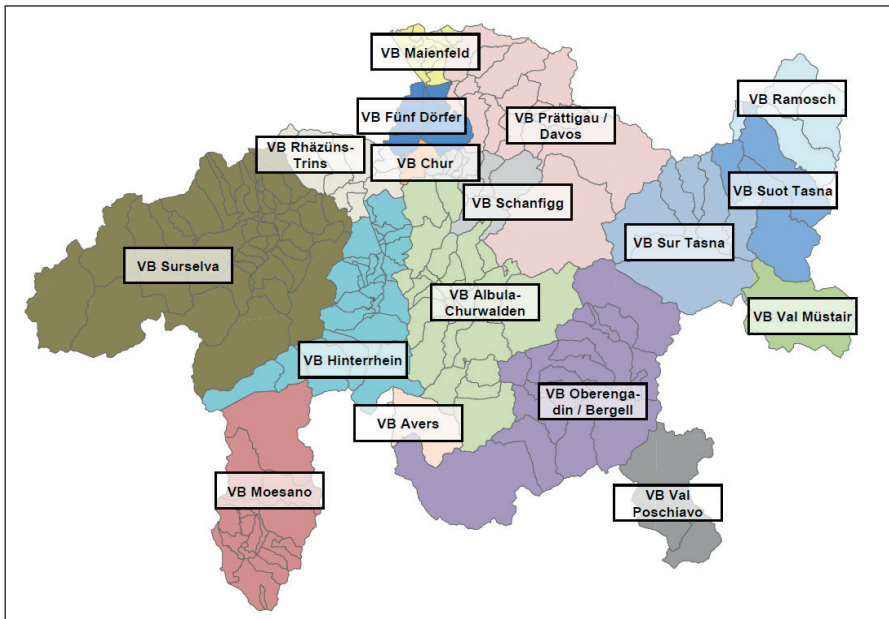 VB Maienfeld
VB Fünf Dörfer
VB Prättigau /
Davos
VB Ramosch
VB Rhäzüns-
Trins
VB Chur
VB Schanfigg
VB Suot Tasna
VB Sur Tasna
VB Surselva
VB Albula-
Churwalden
VB Val Müstair
VB Hinterrhein
VB Oberenga-
din / Bergell
VB Avers
VB Moesano
VB Val
Poschiavo